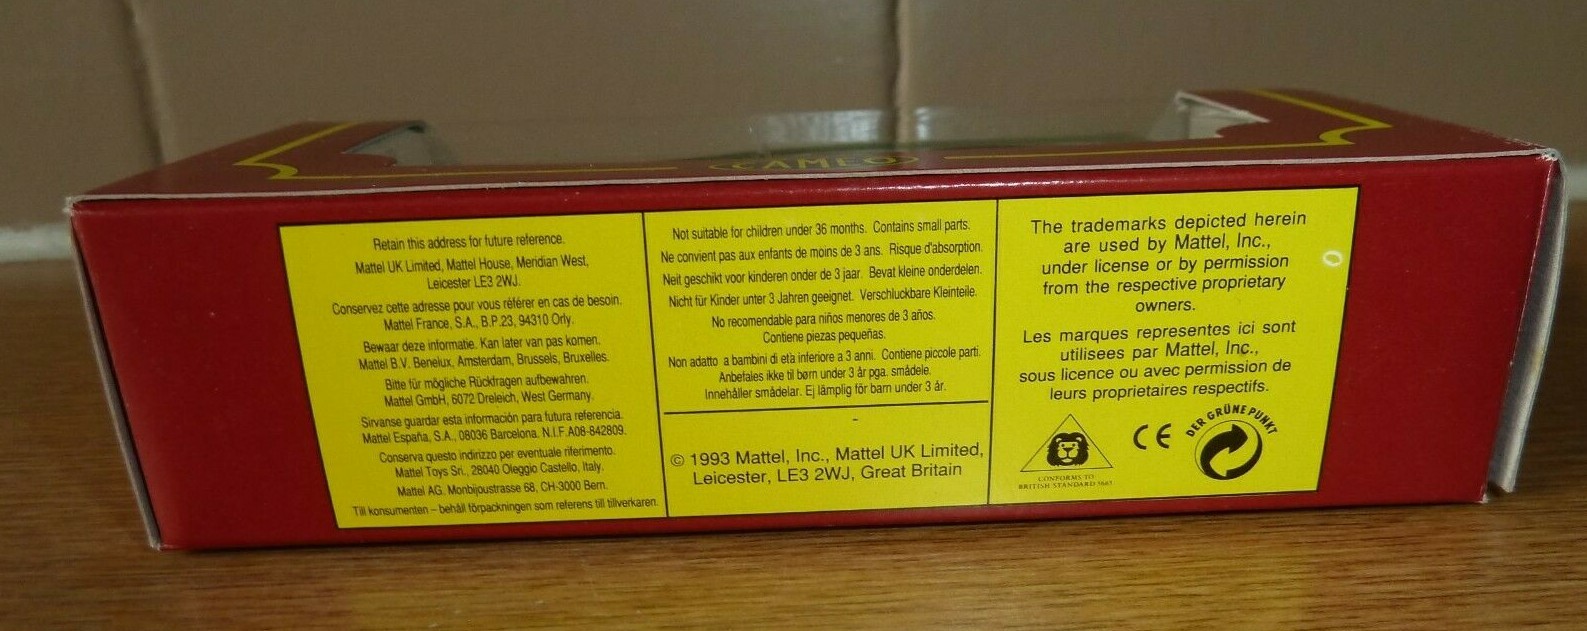 CAMEO
Retain this address for future reference.
Mattel UK Limited, Mattel House, Meridian West,
Leicester LE3 2WJ.
Conservez cette adresse pour vous référer en cas de besoin.
Mattel France, S.A., B.P.23, 94310 Orly.
Bewaar deze informatie. Kan later van pas komen.
Mattel B.V. Benelux, Amsterdam, Brussels, Bruxelles.
Bitte für mögliche Rückfragen aufbewahren.
Mattel GmbH, 6072 Dreleich, West Germany.
Sirvanse guardar esta información para futura referencia.
Mattel España, S.A., 08036 Barcelona. N.I.F.A08-842809.
Conserva questo indirizzo per eventuale riferimento.
Mattel Toys Srl., 28040 Oleggio Castello, Italy.
Mattel AG. Monbijoustrasse 68, CH-3000 Bern.
Till konsumenten – behåll förpackningen som referens till tillverkaren.
Not suitable for children under 36 months. Contains small parts.
Ne convient pas aux enfants de moins de 3 ans. Risque d'absorption.
Neit geschikt voor kinderen onder de 3 jaar. Bevat kleine onderdelen.
Nicht für Kinder unter 3 Jahren geeignet. Verschluckbare Kleinteile.
No recomendable para niños menores de 3 años.
Contiene piezas pequeñas.
Non adatto a bambini di età inferiore a 3 anni. Contiene piccole parti.
Anbefales ikke til børn under 3 år pga. smådele.
Innehåller smådelar. Ej lämplig för barn under 3 år.
© 1993 Mattel, Inc., Mattel UK Limited,
Leicester, LE3 2WJ, Great Britain
The trademarks depicted herein
are used by Mattel, Inc.,
under license or by permission
from the respective proprietary
owners.
Les marques representes ici sont
utilisees par Mattel, Inc.,
sous licence ou avec permission de
leurs proprietaires respectifs.
CE
DER GRÜNE PUNKT
CONFORMS TO
BRITISH STANDARD 5665